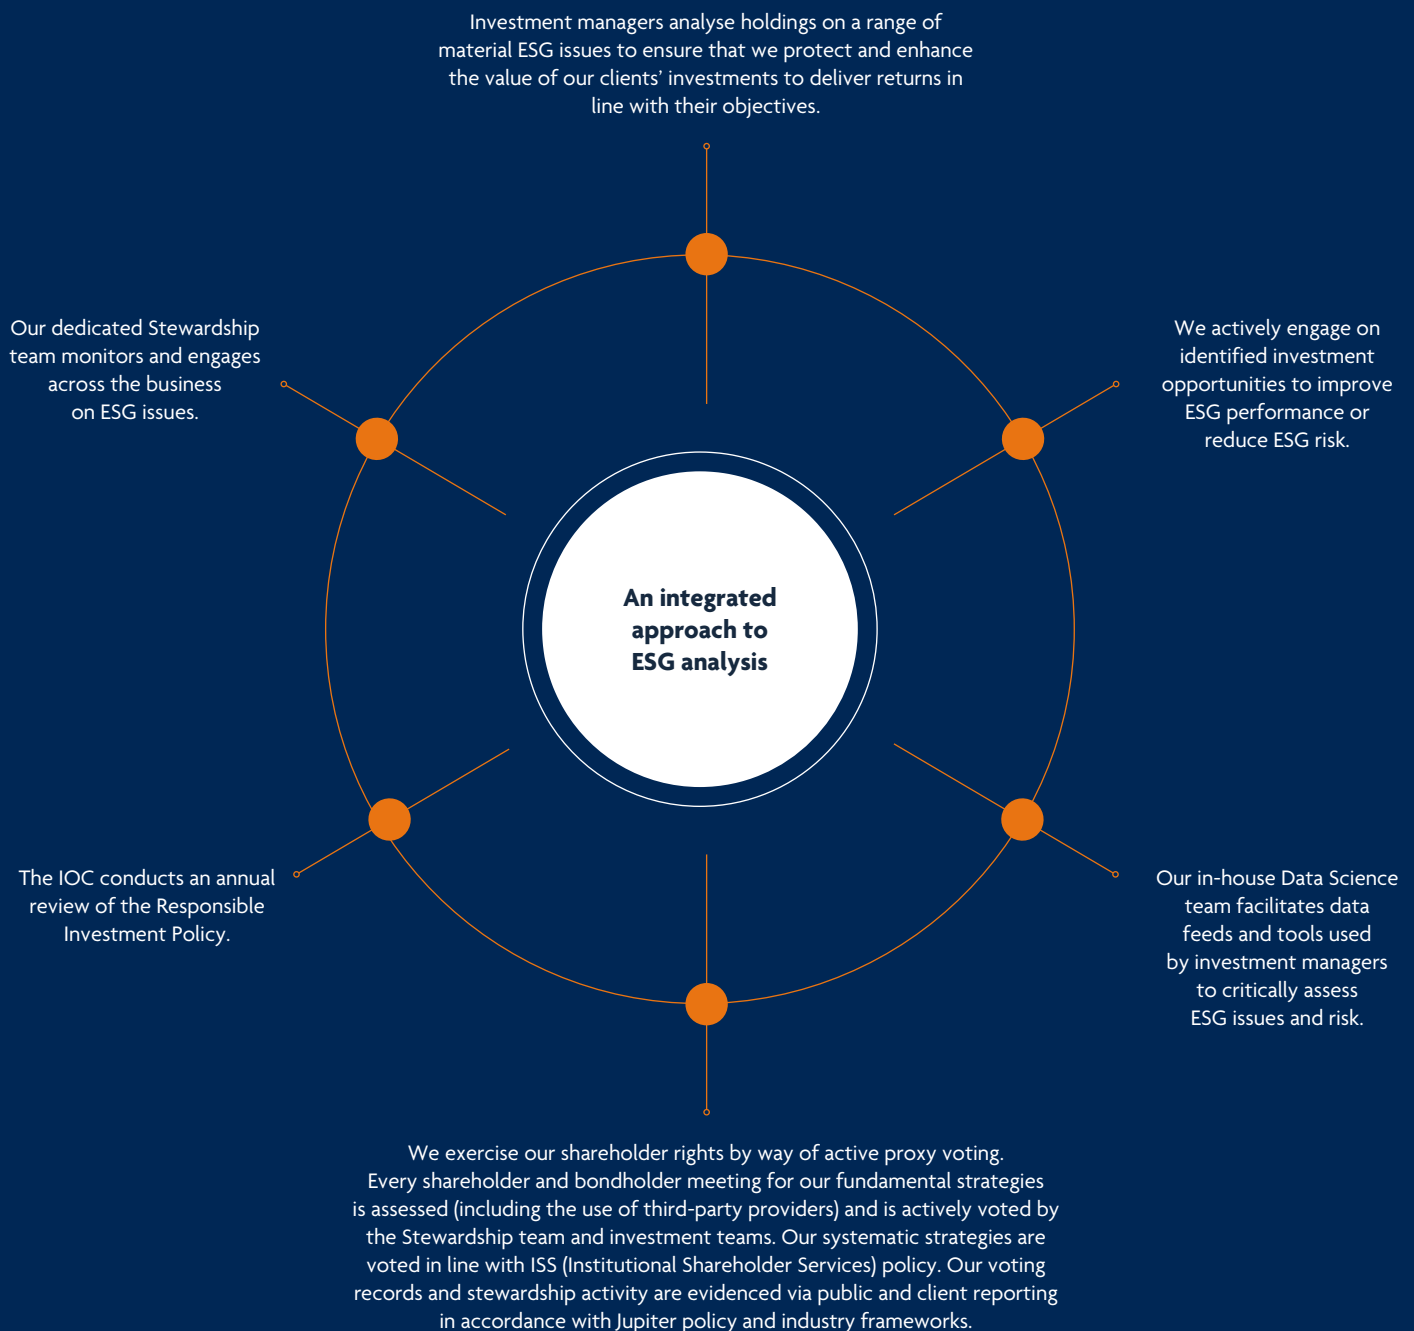 Investment managers analyse holdings on a range of
material ESG issues to ensure that we protect and enhance
the value of our clients’ investments to deliver returns in
line with their objectives.
Our dedicated Stewardship
team monitors and engages
across the business
on ESG issues.
We actively engage on
identified investment
opportunities to improve
ESG performance or
reduce ESG risk.
An integrated
approach to
ESG analysis
The IOC conducts an annual
review of the Responsible
Investment Policy.
Our in-house Data Science
team facilitates data
feeds and tools used
by investment managers
to critically assess
ESG issues and risk.
We exercise our shareholder rights by way of active proxy voting.
Every shareholder and bondholder meeting for our fundamental strategies
is assessed (including the use of third-party providers) and is actively voted by
the Stewardship team and investment teams. Our systematic strategies are
voted in line with ISS (Institutional Shareholder Services) policy. Our voting
records and stewardship activity are evidenced via public and client reporting
in accordance with Jupiter policy and industry frameworks.